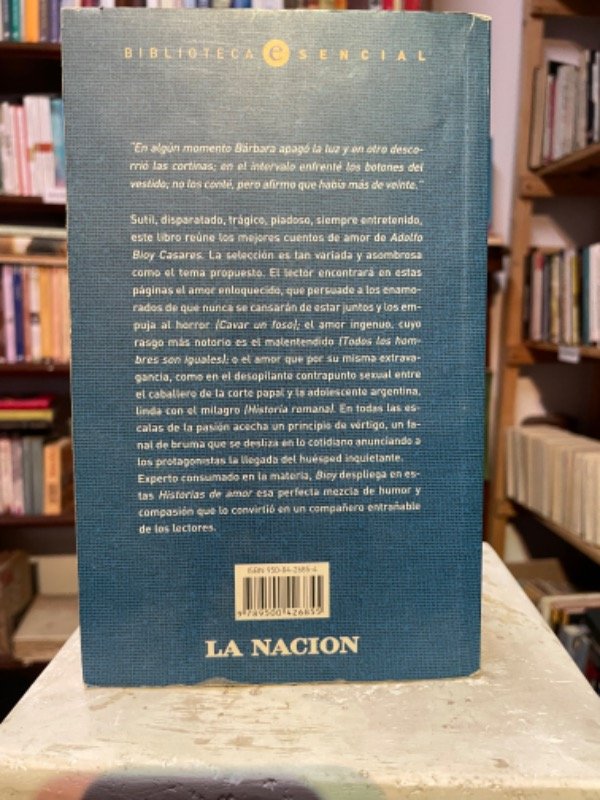 BIBLIOTECA eSENCIAL
"En algún momento Bárbara apagó la luz y en otro desco-
rrió las cortinas; en el intervalo enfrenté los botones del
vestido; no los conté, pero afirmo que había más de veinte."
Sutil, disparatado, trágico, piadoso, siempre entretenido,
este libro reúne los mejores cuentos de amor de Adolfo
Bioy Casares. La selección es tan variada y asombrosa
como el tema propuesto. El lector encontrará en estas
páginas el amor enloquecido, que persuade a los enamo-
rados de que nunca se cansarán de estar juntos y los em-
puja al horror (Cavar un foso); el amor ingenuo, cuyo
rasgo más notorio es el malentendido (Todos los hom-
bres son iguales); o el amor que por su misma extrava-
gancia, como en el desopilante contrapunto sexual entre
el caballero de la corte papal y la adolescente argentina,
linda con el milagro (Historia romana). En todas las es-
calas de la pasión acecha un principio de vértigo, un fa-
nal de bruma que se desliza en lo cotidiano anunciando a
los protagonistas la llegada del huésped inquietante.
Experto consumado en la materia, Bioy despliega en es-
tas Historias de amor esa perfecta mezcla de humor y
compasión que lo convirtió en un compañero entrañable
de los lectores.
ISBN 950-04-2685-4
9 789500 426855
LA NACION